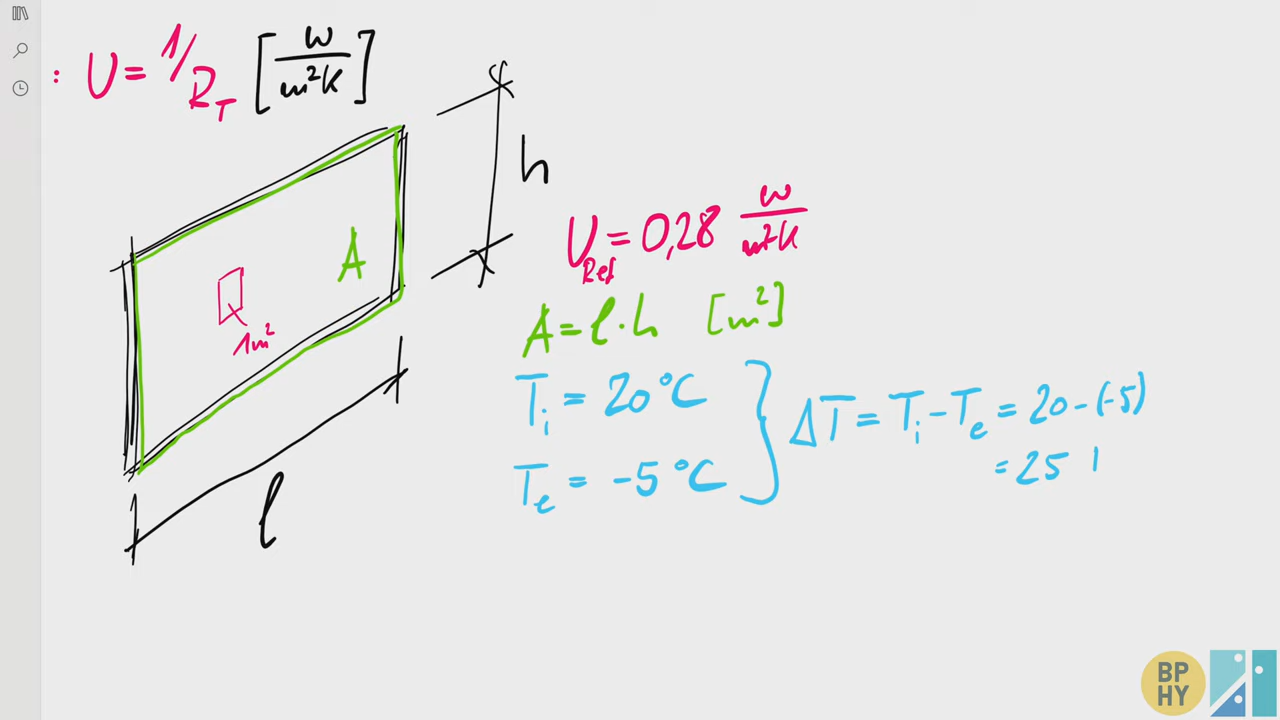 : U = 1/R_T [W/m²K]
h
A
U_Ref = 0,28 W/m²K
1m²
A = l · h [m²]
T_i = 20 °C
ΔT = T_i - T_e = 20 - (-5)
T_e = -5 °C
= 25
l
BP
HY